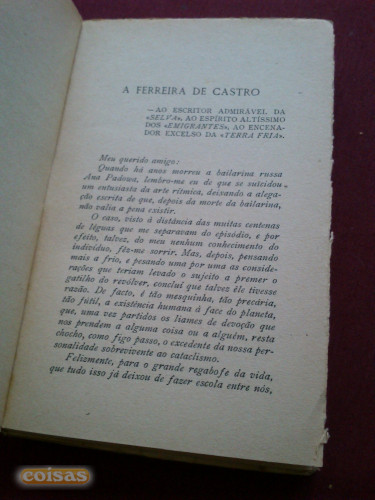 A FERREIRA DE CASTRO
—AO ESCRITOR ADMIRÁVEL DA
«SELVA», AO ESPÍRITO ALTÍSSIMO
DOS «EMIGRANTES», AO ENCENA-
DOR EXCELSO DA «TERRA FRIA».
Meu querido amigo:
Quando há anos morreu a bailarina russa
Ana Padowa, lembro-me eu de que se suicidou
um entusiasta da arte rítmica, deixando a alega-
ção escrita de que, depois da morte da bailarina,
não valia a pena existir.
O caso, visto à distância das muitas centenas
de léguas que me separavam do episódio, e por
efeito, talvez, do meu nenhum conhecimento do
indivíduo, fêz-me sorrir. Mas, depois, pensando
mais a frio, e pesando uma por uma as conside-
rações que teriam levado o sujeito a premer o
gatilho do revólver, concluí que talvez êle tivesse
razão. De facto, é tão mesquinha, tão precária,
tão fútil, a existência humana à face do planeta,
que, uma vez partidos os liames de devoção que
nos prendem a alguma coisa ou a alguém, resta
chocho, como figo passo, o excedente da nossa per-
sonalidade sobrevivente ao cataclismo.
Felizmente, para o grande regabofe da vida,
que tudo isso já deixou de fazer escola entre nós,
coisas